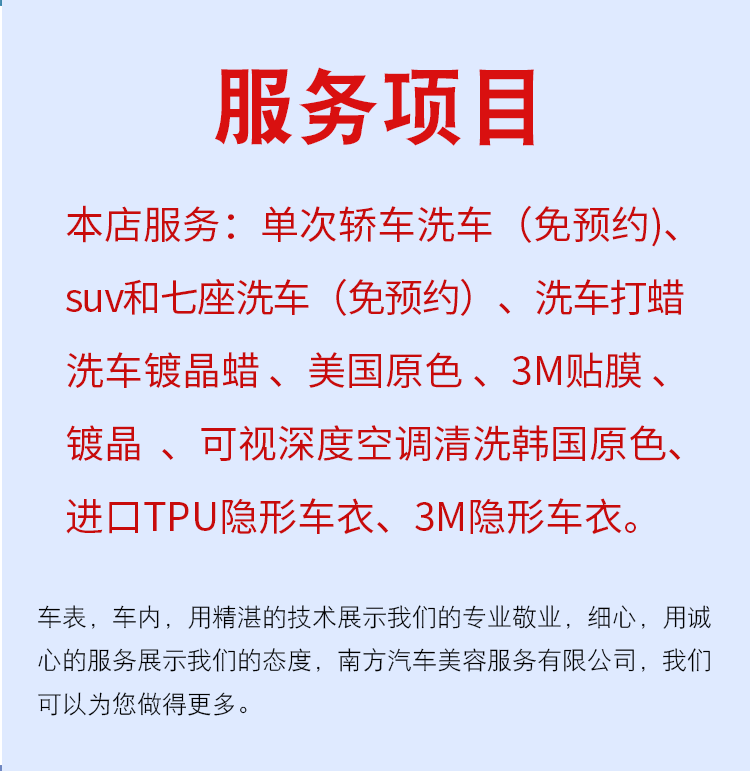 服务项目
本店服务：单次轿车洗车（免预约)、
suv和七座洗车（免预约）、洗车打蜡
洗车镀晶蜡 、美国原色 、3M贴膜 、
镀晶 、可视深度空调清洗韩国原色、
进口TPU隐形车衣、3M隐形车衣。
车表，车内，用精湛的技术展示我们的专业敬业，细心，用诚
心的服务展示我们的态度，南方汽车美容服务有限公司，我们
可以为您做得更多。